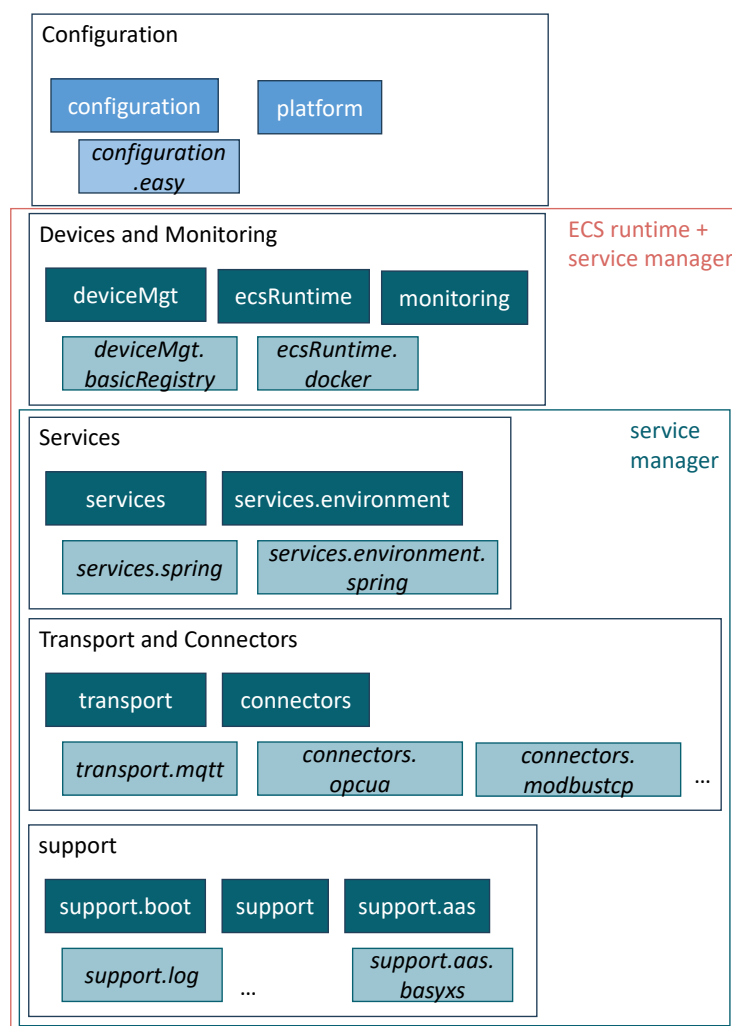 Configuration
configuration
platform
configuration
.easy
ECS runtime +
service manager
Devices and Monitoring
deviceMgt
ecsRuntime
monitoring
deviceMgt.
basicRegistry
ecsRuntime.
docker
service
manager
Services
services
services.environment
services.spring
services.environment.
spring
Transport and Connectors
transport
connectors
transport.mqtt
connectors.
opcua
connectors.
modbustcp
...
support
support.boot
support
support.aas
support.log
...
support.aas.
basyxs